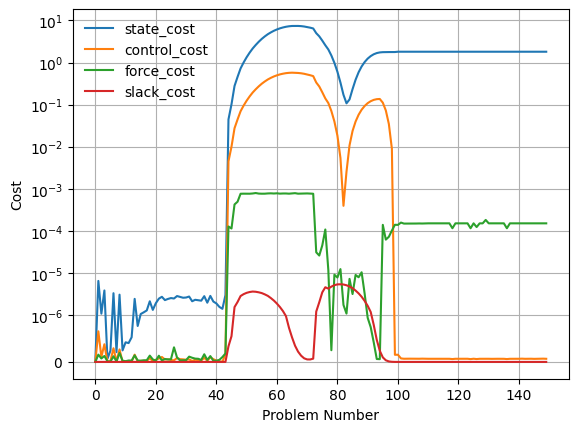 state_cost
control_cost
force_cost
slack_cost
Cost
10¹
10⁰
10⁻¹
10⁻²
10⁻³
10⁻⁴
10⁻⁵
10⁻⁶
0
0 20 40 60 80 100 120 140
Problem Number